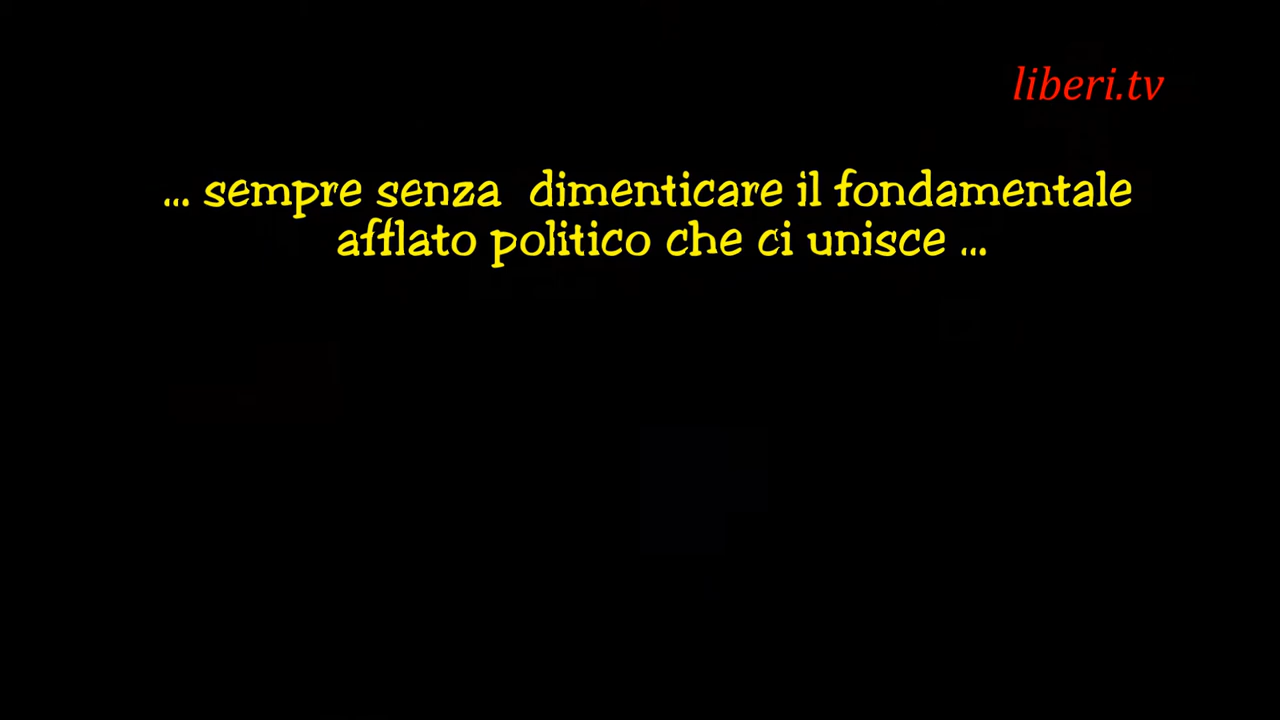 liberi.tv
... sempre senza  dimenticare il fondamentale
afflato politico che ci unisce ...